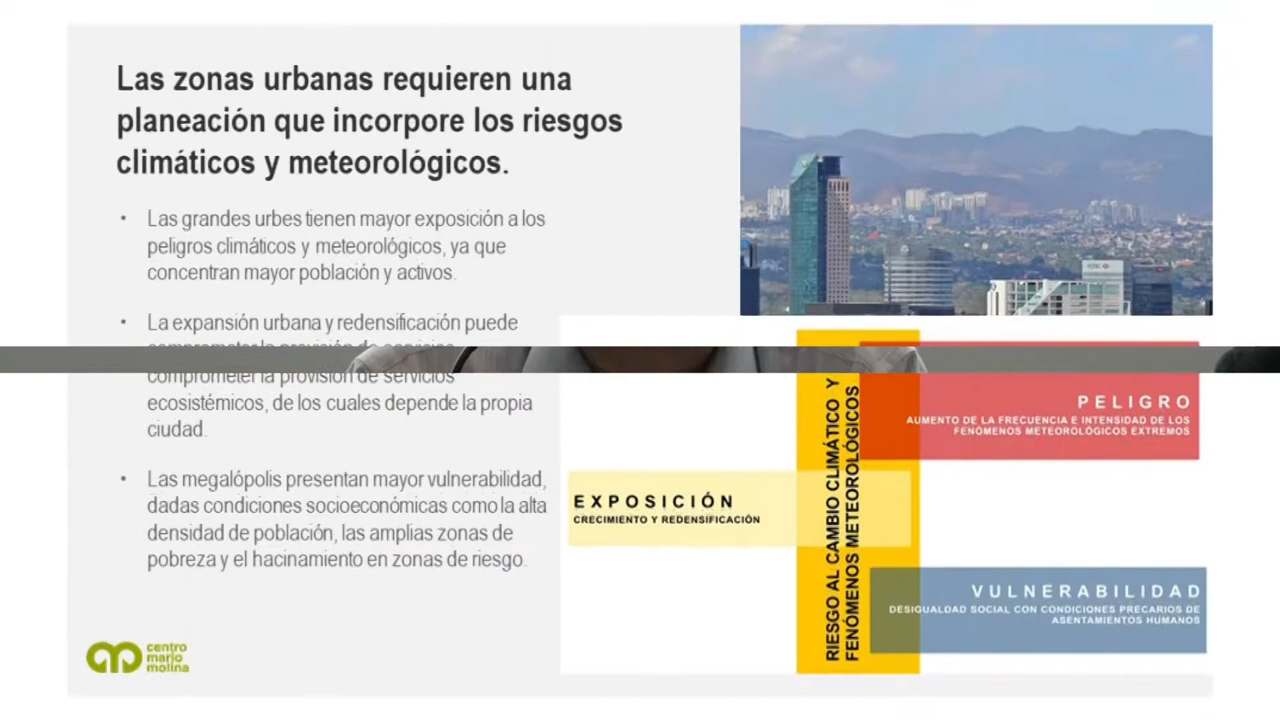 Las zonas urbanas requieren una
planeación que incorpore los riesgos
climáticos y meteorológicos.
• Las grandes urbes tienen mayor exposición a los
peligros climáticos y meteorológicos, ya que
concentran mayor población y activos.
• La expansión urbana y redensificación puede
comprometer la provisión de servicios
ecosistémicos, de los cuales depende la propia
ciudad.
• Las megalópolis presentan mayor vulnerabilidad,
dadas condiciones socioeconómicas como la alta
densidad de población, las amplias zonas de
pobreza y el hacinamiento en zonas de riesgo.
centro
mario
molina
HSBC
RIESGO AL CAMBIO CLIMÁTICO Y
FENÓMENOS METEOROLÓGICOS
PELIGRO
AUMENTO DE LA FRECUENCIA E INTENSIDAD DE LOS
FENÓMENOS METEOROLÓGICOS EXTREMOS
EXPOSICIÓN
CRECIMIENTO Y REDENSIFICACIÓN
VULNERABILIDAD
DESIGUALDAD SOCIAL CON CONDICIONES PRECARIOS DE
ASENTAMIENTOS HUMANOS